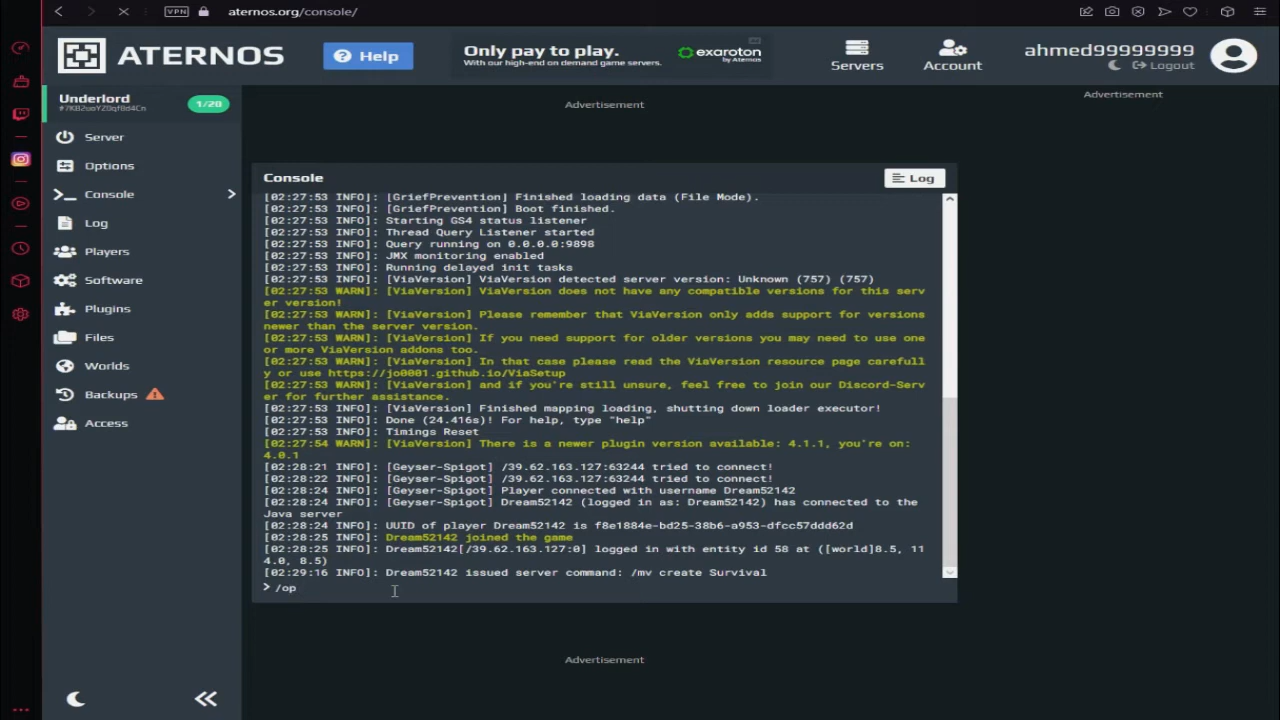 VPN
aternos.org/console/
ATERNOS
? Help
Only pay to play.
With our high-end on demand game servers.
exaroton
by Aternos
Servers
Account
ahmed99999999
Logout
Underlord
1/20
Advertisement
Advertisement
Server
Options
Console
Log
Players
Software
Plugins
Files
Worlds
Backups
Access
Console
Log
[02:27:53 INFO]: [GriefPrevention] Finished loading data (File Mode).
[02:27:53 INFO]: [GriefPrevention] Boot finished.
[02:27:53 INFO]: Starting GS4 status listener
[02:27:53 INFO]: Thread Query Listener started
[02:27:53 INFO]: Query running on 0.0.0.0:9898
[02:27:53 INFO]: JMX monitoring enabled
[02:27:53 INFO]: Running delayed init tasks
[02:27:53 INFO]: [ViaVersion] ViaVersion detected server version: Unknown (757) (757)
[02:27:53 WARN]: [ViaVersion] ViaVersion does not have any compatible versions for this serv
er version!
[02:27:53 WARN]: [ViaVersion] Please remember that ViaVersion only adds support for versions
newer than the server version.
[02:27:53 WARN]: [ViaVersion] If you need support for older versions you may need to use one
or more ViaVersion addons too.
[02:27:53 WARN]: [ViaVersion] In that case please read the ViaVersion resource page carefull
y or use https://jo0001.github.io/ViaSetup
[02:27:53 WARN]: [ViaVersion] and if you're still unsure, feel free to join our Discord-Serv
er for further assistance.
[02:27:53 INFO]: [ViaVersion] Finished mapping loading, shutting down loader executor!
[02:27:53 INFO]: Done (24.416s)! For help, type "help"
[02:27:53 INFO]: Timings Reset
[02:27:54 WARN]: [ViaVersion] There is a newer plugin version available: 4.1.1, you're on:
4.0.1
[02:28:21 INFO]: [Geyser-Spigot] /39.62.163.127:63244 tried to connect!
[02:28:22 INFO]: [Geyser-Spigot] /39.62.163.127:63244 tried to connect!
[02:28:24 INFO]: [Geyser-Spigot] Player connected with username Dream52142
[02:28:24 INFO]: [Geyser-Spigot] Dream52142 (logged in as: Dream52142) has connected to the
Java server
[02:28:24 INFO]: UUID of player Dream52142 is f8e1884e-bd25-38b6-a953-dfcc57ddd62d
[02:28:25 INFO]: Dream52142 joined the game
[02:28:25 INFO]: Dream52142[/39.62.163.127:0] logged in with entity id 58 at ([world]8.5, 11
4.0, 8.5)
[02:29:16 INFO]: Dream52142 issued server command: /mv create Survival
> /op
Advertisement